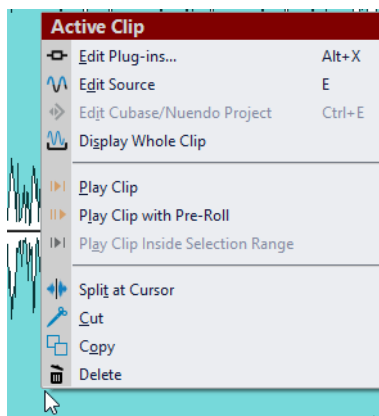 Active Clip
Edit Plug-ins... Alt+X
Edit Source E
Edit Cubase/Nuendo Project Ctrl+E
Display Whole Clip
Play Clip
Play Clip with Pre-Roll
Play Clip Inside Selection Range
Split at Cursor
Cut
Copy
Delete